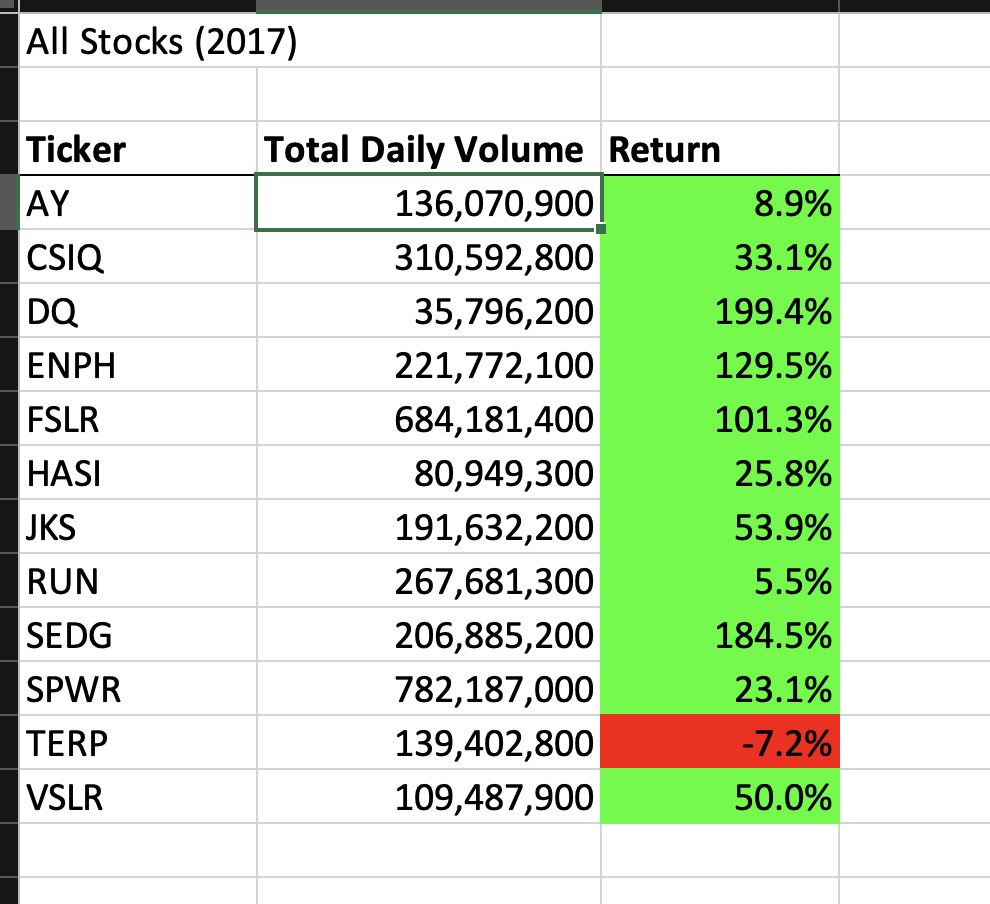 All Stocks (2017)
Ticker Total Daily Volume Return
AY 136,070,900 8.9%
CSIQ 310,592,800 33.1%
DQ 35,796,200 199.4%
ENPH 221,772,100 129.5%
FSLR 684,181,400 101.3%
HASI 80,949,300 25.8%
JKS 191,632,200 53.9%
RUN 267,681,300 5.5%
SEDG 206,885,200 184.5%
SPWR 782,187,000 23.1%
TERP 139,402,800 -7.2%
VSLR 109,487,900 50.0%